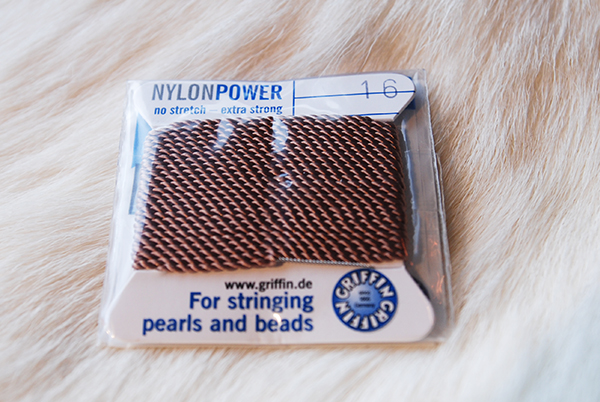 NYLONPOWER
no stretch – extra strong
16
www.griffin.de
For stringing
pearls and beads
GRIFFIN GRIFFIN